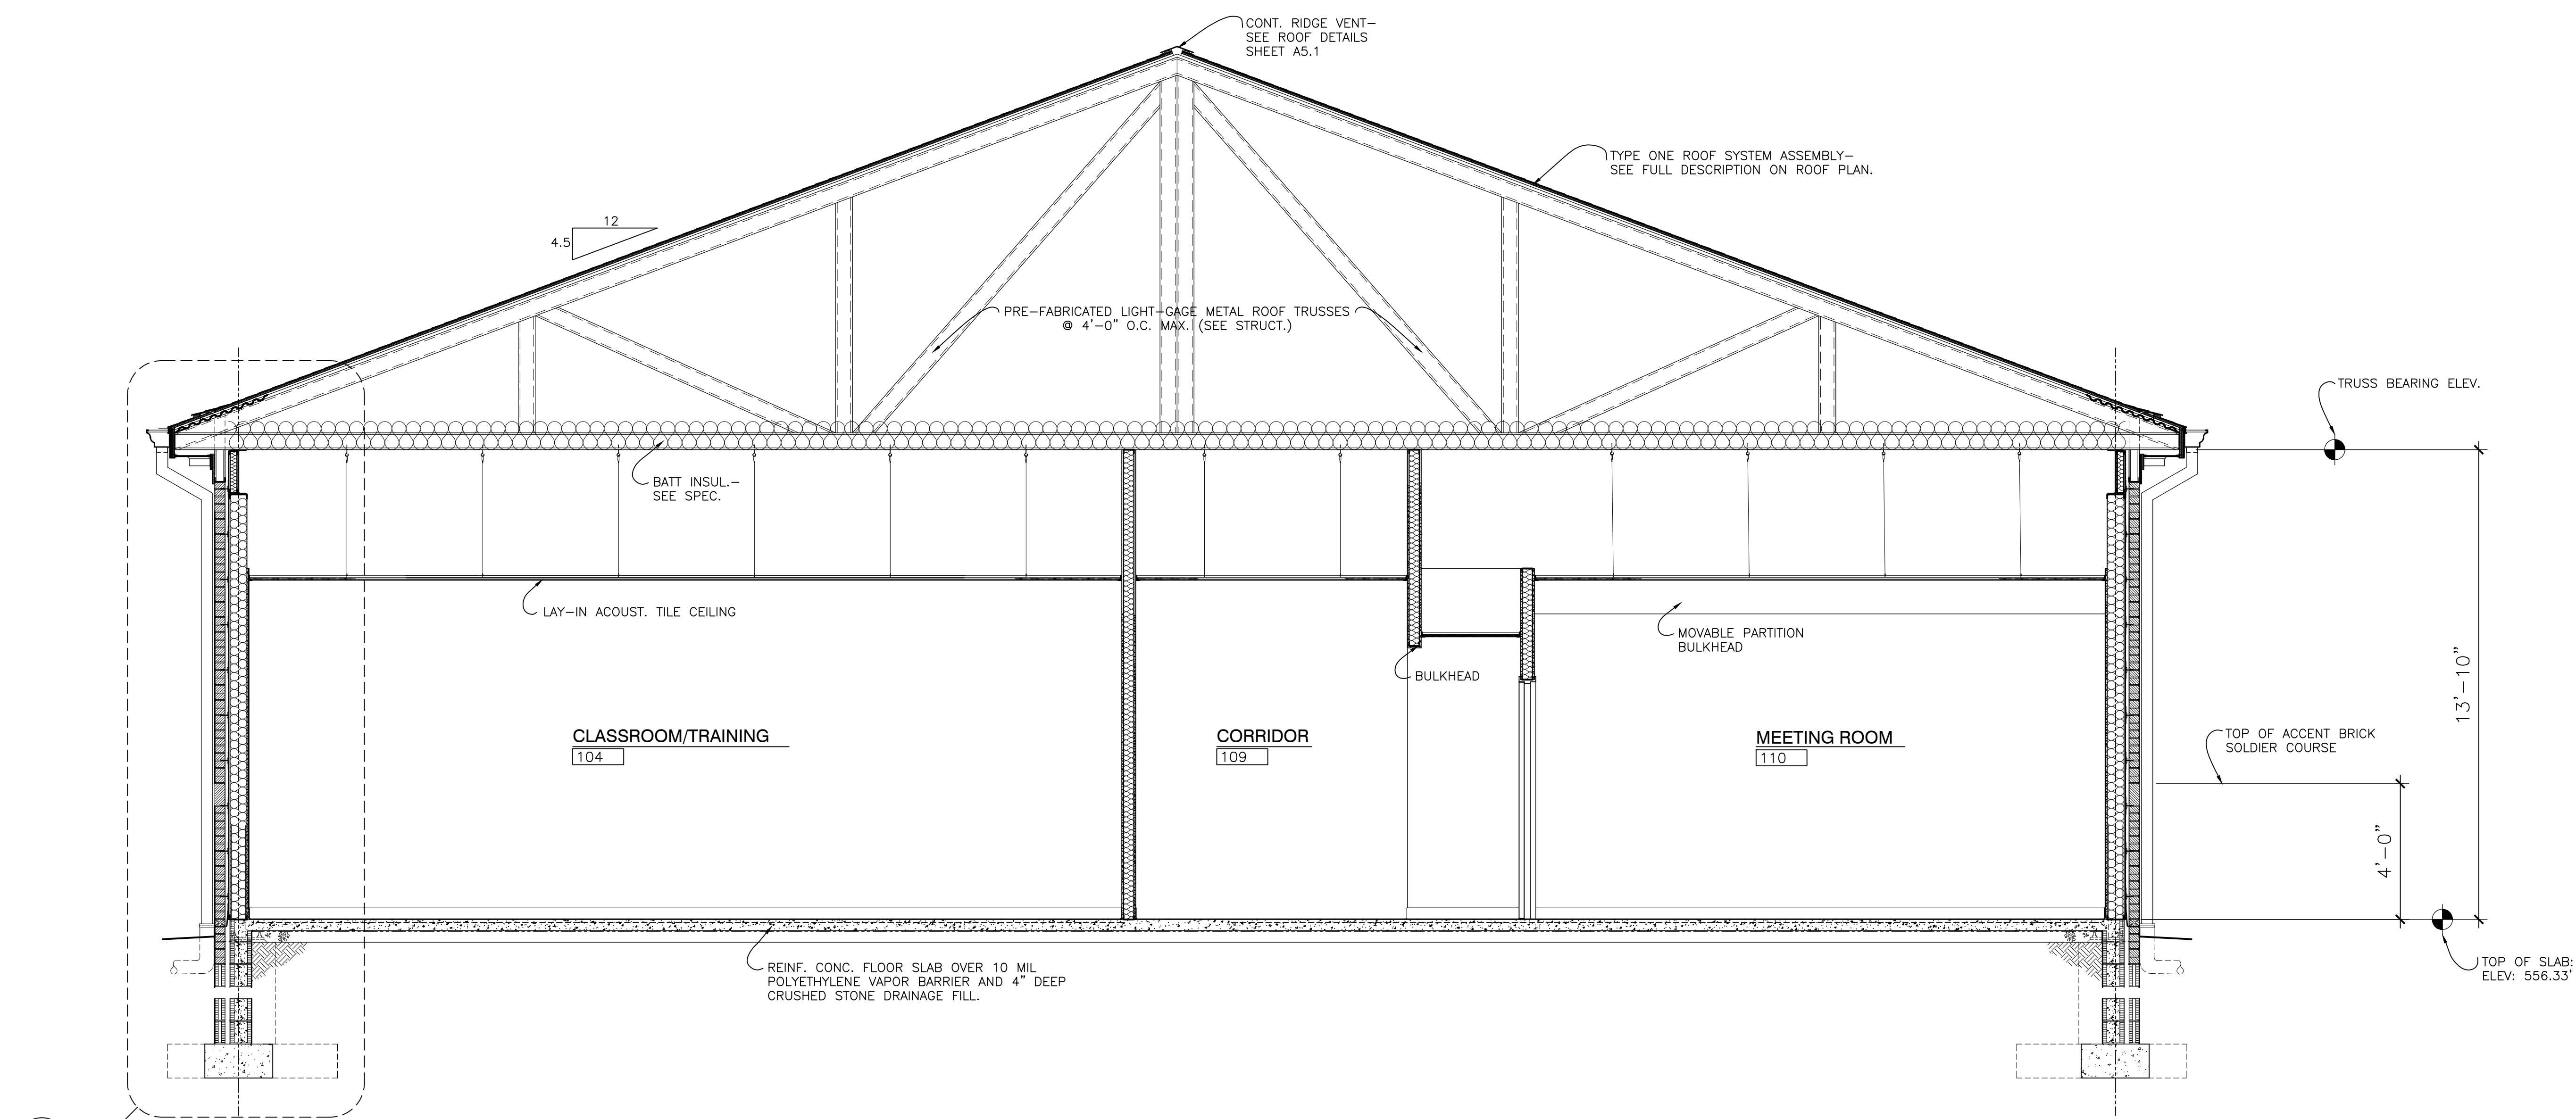 CONT. RIDGE VENT–
SEE ROOF DETAILS
SHEET A5.1
TYPE ONE ROOF SYSTEM ASSEMBLY–
SEE FULL DESCRIPTION ON ROOF PLAN.
12
4.5
PRE–FABRICATED LIGHT–GAGE METAL ROOF TRUSSES
@ 4'–0" O.C. MAX. (SEE STRUCT.)
TRUSS BEARING ELEV.
BATT INSUL.–
SEE SPEC.
LAY–IN ACOUST. TILE CEILING
MOVABLE PARTITION
BULKHEAD
BULKHEAD
13'–10"
CLASSROOM/TRAINING
104
CORRIDOR
109
MEETING ROOM
110
TOP OF ACCENT BRICK
SOLDIER COURSE
4'–0"
REINF. CONC. FLOOR SLAB OVER 10 MIL
POLYETHYLENE VAPOR BARRIER AND 4" DEEP
CRUSHED STONE DRAINAGE FILL.
TOP OF SLAB:
ELEV: 556.33'